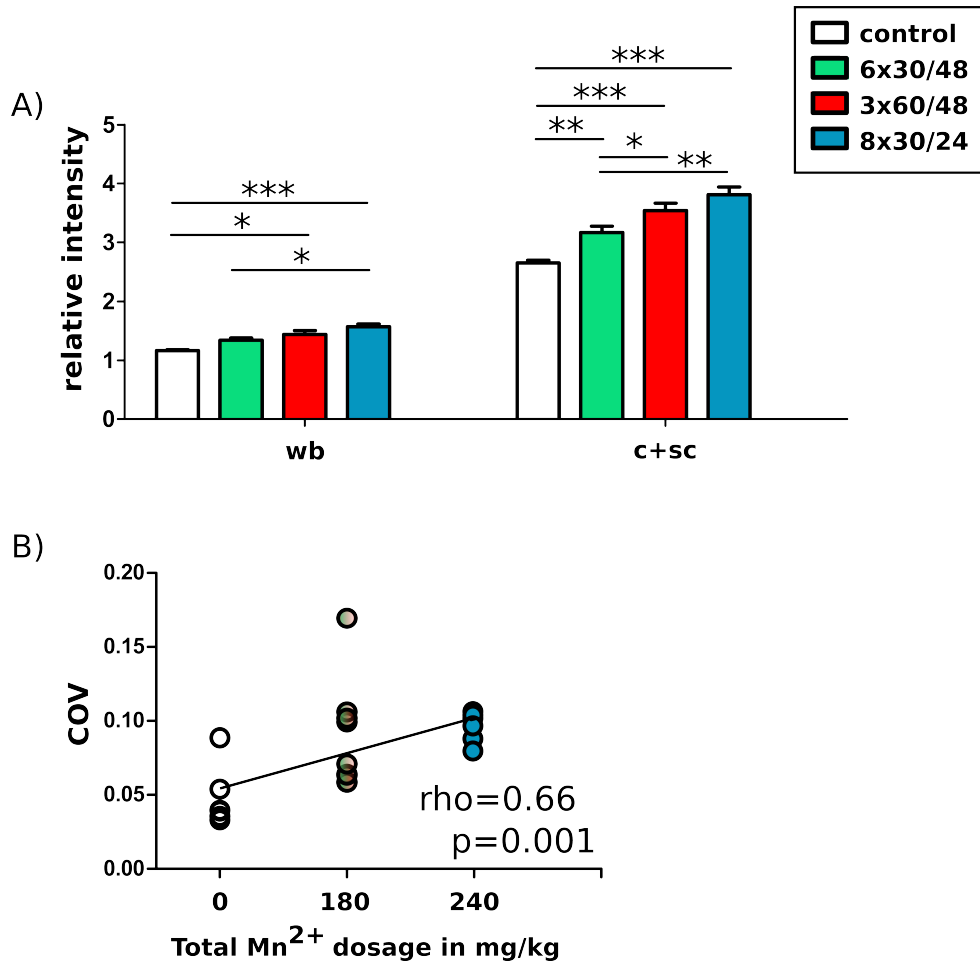 control
6x30/48
3x60/48
8x30/24
A)
relative intensity
5
4
3
2
1
0
***
*
*
***
***
**
*
**
wb
c+sc
B)
COV
0.20
0.15
0.10
0.05
0.00
rho=0.66
p=0.001
0 180 240
Total Mn2+ dosage in mg/kg